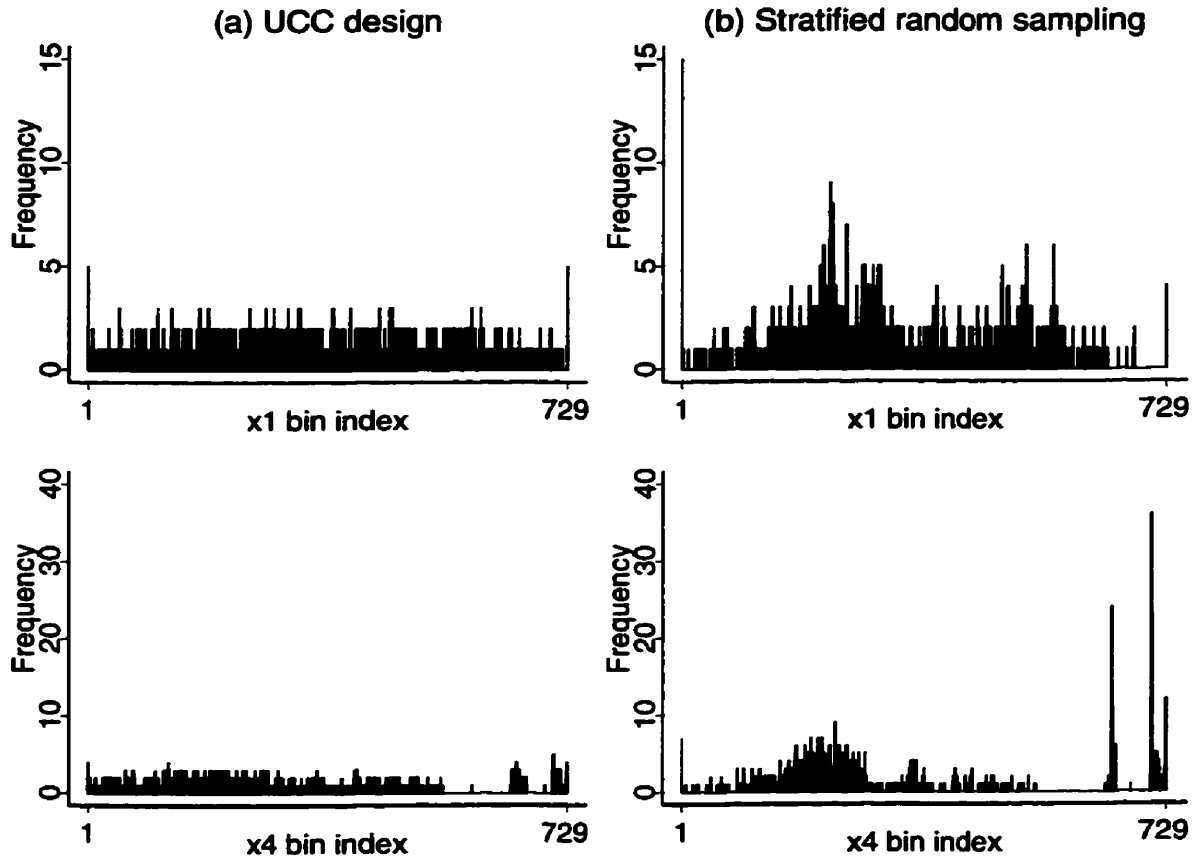 (a) UCC design
(b) Stratified random sampling
15
10
5
0
Frequency
1
729
x1 bin index
15
10
5
0
Frequency
1
729
x1 bin index
40
30
20
10
0
Frequency
1
729
x4 bin index
40
30
20
10
0
Frequency
1
729
x4 bin index